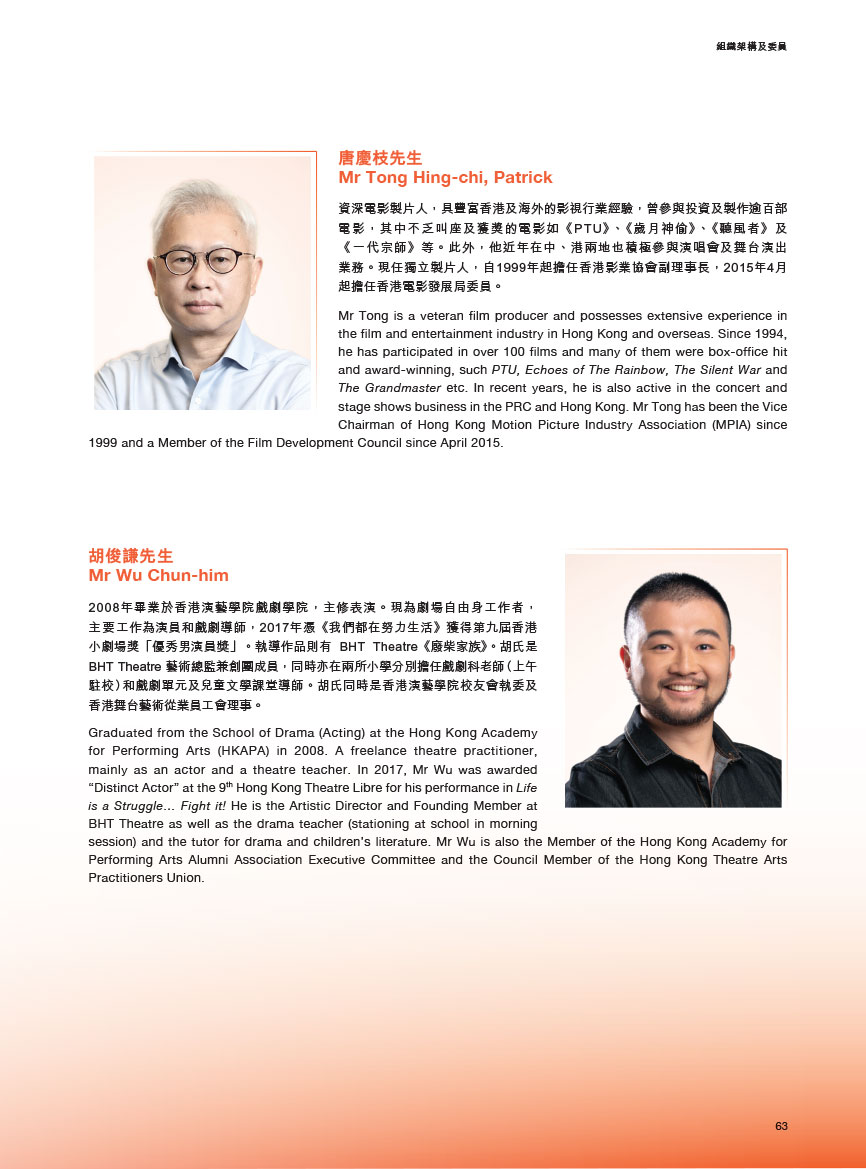 組織架構及委員
唐慶枝先生
Mr Tong Hing-chi, Patrick
資深電影製片人，具豐富香港及海外的影視行業經驗，曾參與投資及製作逾百部
電影，其中不乏叫座及獲獎的電影如《PTU》、《歲月神偷》、《聽風者》及
《一代宗師》等。此外，他近年在中、港兩地也積極參與演唱會及舞台演出
業務。現任獨立製片人，自1999年起擔任香港影業協會副理事長，2015年4月
起擔任香港電影發展局委員。
Mr Tong is a veteran film producer and possesses extensive experience in
the film and entertainment industry in Hong Kong and overseas. Since 1994,
he has participated in over 100 films and many of them were box-office hit
and award-winning, such PTU, Echoes of The Rainbow, The Silent War and
The Grandmaster etc. In recent years, he is also active in the concert and
stage shows business in the PRC and Hong Kong. Mr Tong has been the Vice
Chairman of Hong Kong Motion Picture Industry Association (MPIA) since
1999 and a Member of the Film Development Council since April 2015.
胡俊謙先生
Mr Wu Chun-him
2008年畢業於香港演藝學院戲劇學院，主修表演。現為劇場自由身工作者，
主要工作為演員和戲劇導師，2017年憑《我們都在努力生活》獲得第九屆香港
小劇場獎「優秀男演員獎」。執導作品則有 BHT Theatre《廢柴家族》。胡氏是
BHT Theatre 藝術總監兼創團成員，同時亦在兩所小學分別擔任戲劇科老師（上午
駐校）和戲劇單元及兒童文學課堂導師。胡氏同時是香港演藝學院校友會執委及
香港舞台藝術從業員工會理事。
Graduated from the School of Drama (Acting) at the Hong Kong Academy
for Performing Arts (HKAPA) in 2008. A freelance theatre practitioner,
mainly as an actor and a theatre teacher. In 2017, Mr Wu was awarded
“Distinct Actor” at the 9th Hong Kong Theatre Libre for his performance in Life
is a Struggle… Fight it! He is the Artistic Director and Founding Member at
BHT Theatre as well as the drama teacher (stationing at school in morning
session) and the tutor for drama and children's literature. Mr Wu is also the Member of the Hong Kong Academy for
Performing Arts Alumni Association Executive Committee and the Council Member of the Hong Kong Theatre Arts
Practitioners Union.
63